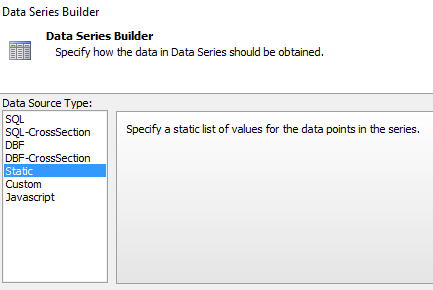 Data Series Builder
Data Series Builder
Specify how the data in Data Series should be obtained.
Data Source Type:
SQL
SQL-CrossSection
DBF
DBF-CrossSection
Static
Custom
Javascript
Specify a static list of values for the data points in the series.